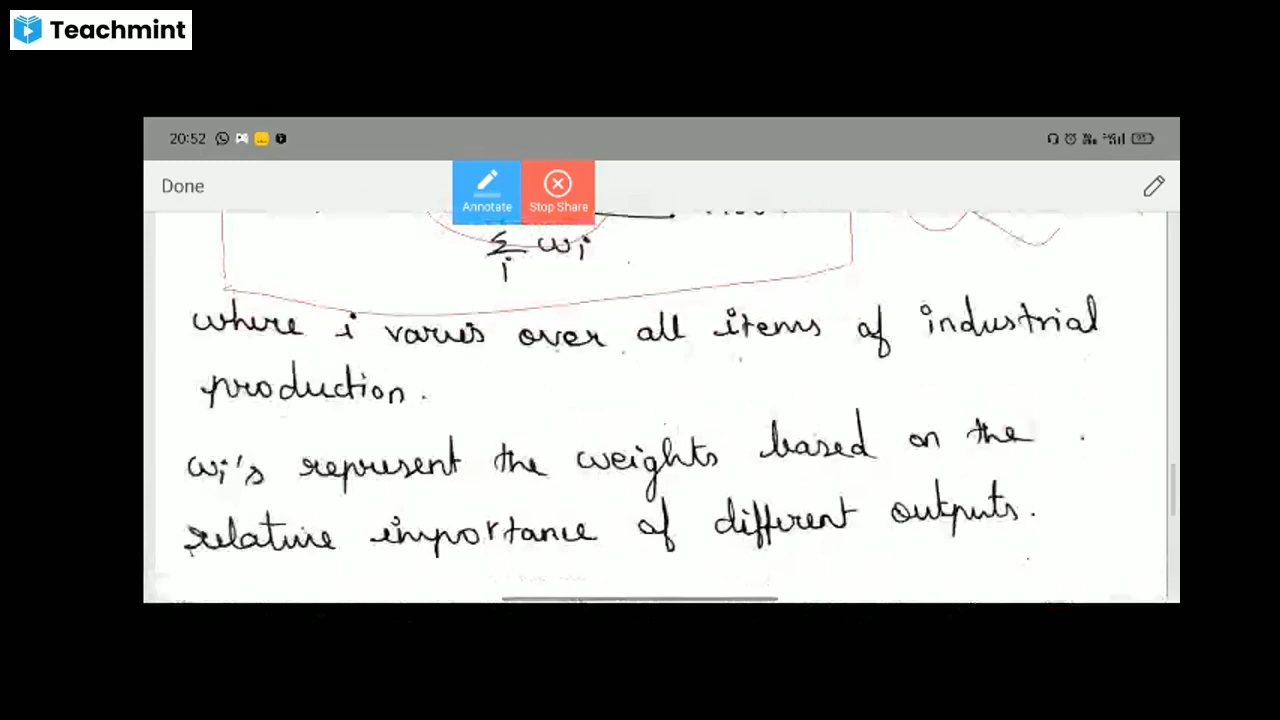 Teachmint
20:52
Done
Annotate
Stop Share
Σ wi
i
where i varies over all items of industrial
production.
wi's represent the weights based on the
relative importance of different outputs.